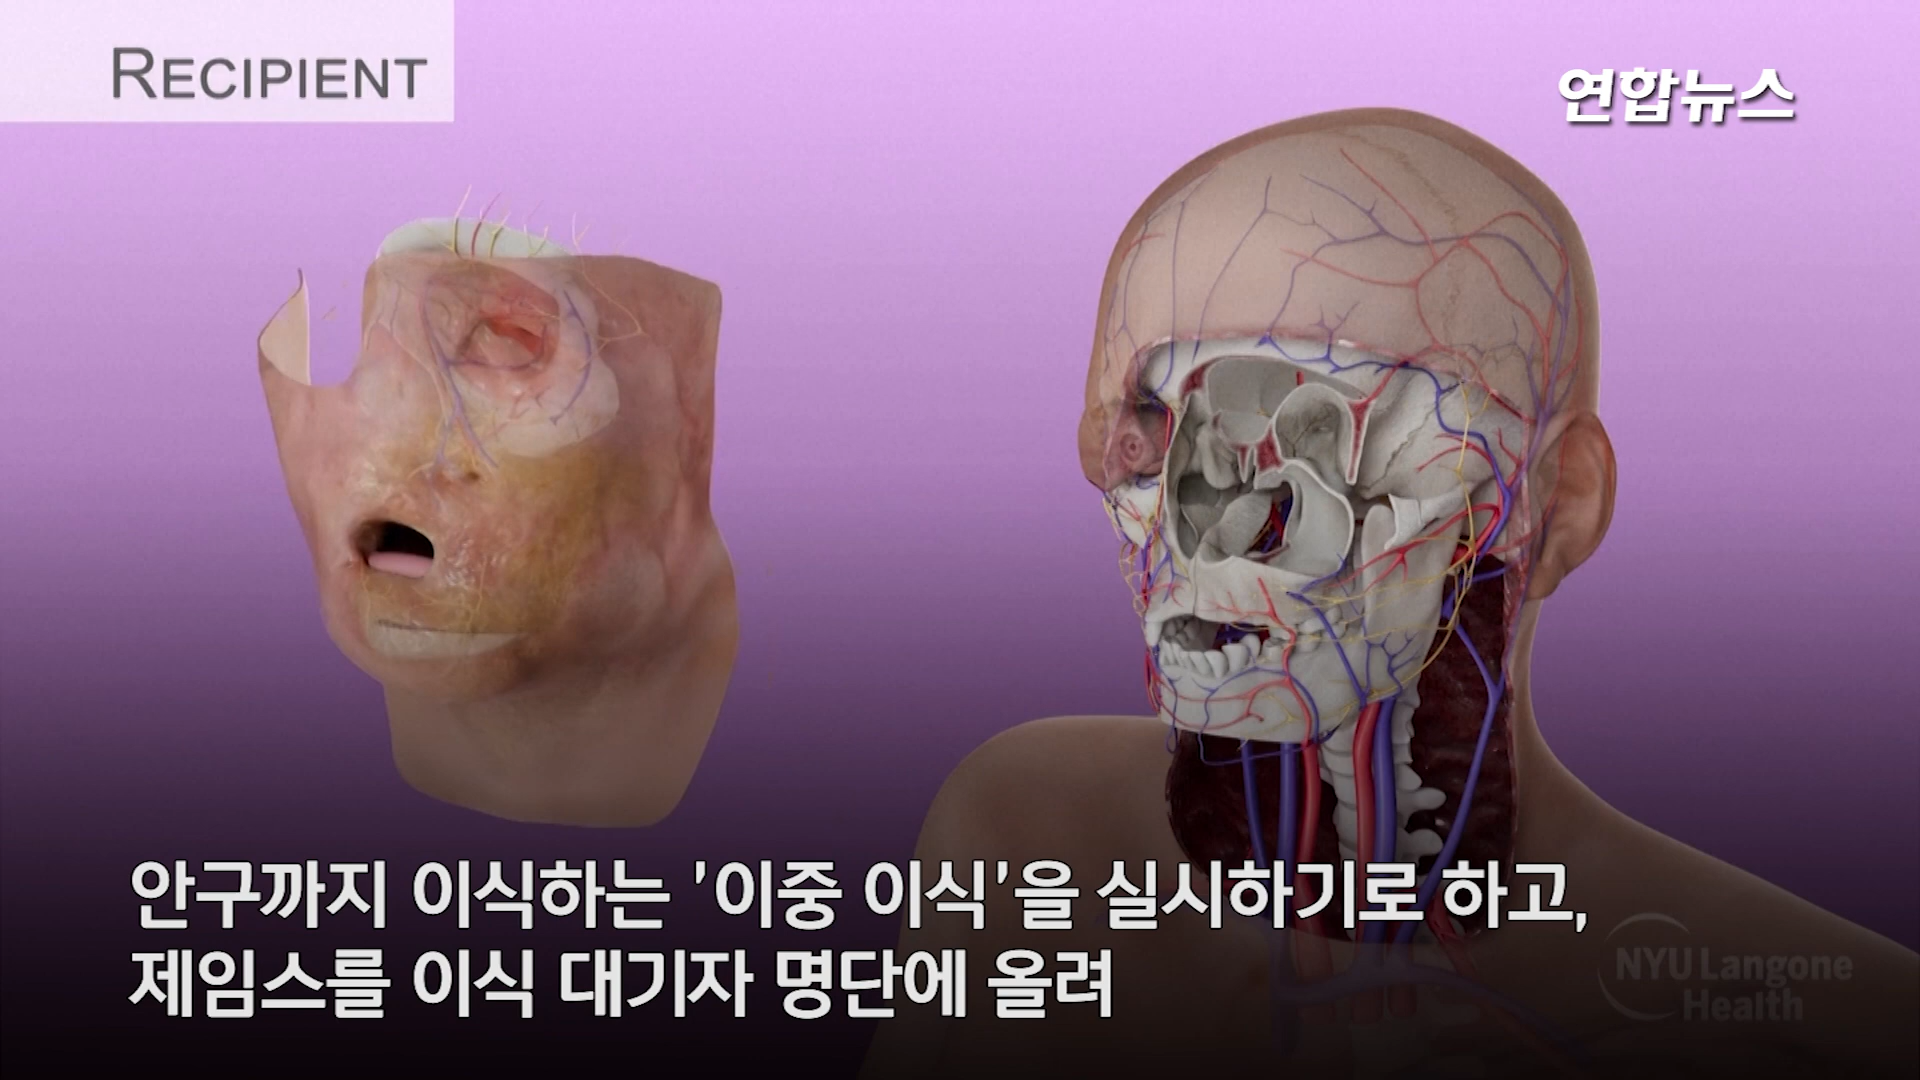 RECIPIENT
연합뉴스
안구까지 이식하는 '이중 이식'을 실시하기로 하고,
제임스를 이식 대기자 명단에 올려
NYU Langone
Health